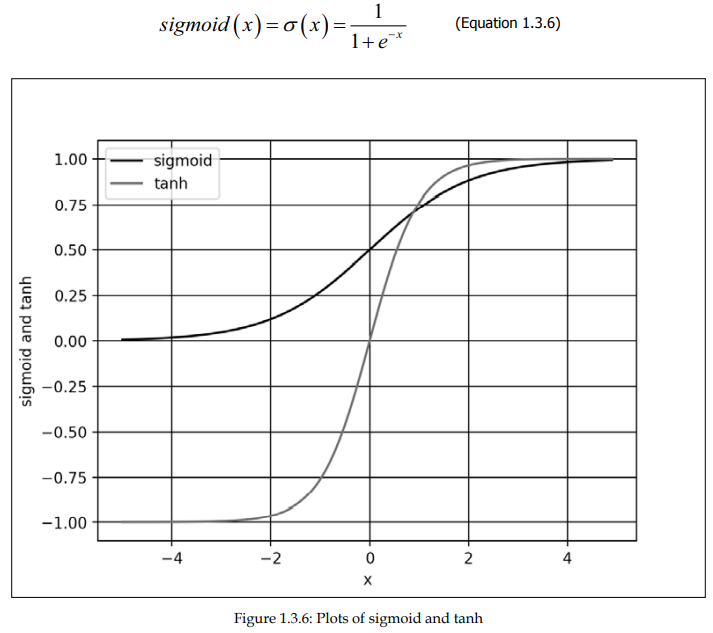 sigmoid(x) = σ(x) = 1 / (1 + e^{-x}) (Equation 1.3.6)
sigmoid
tanh
1.00
0.75
0.50
0.25
0.00
−0.25
−0.50
−0.75
−1.00
sigmoid and tanh
−4 −2 0 2 4
x
Figure 1.3.6: Plots of sigmoid and tanh